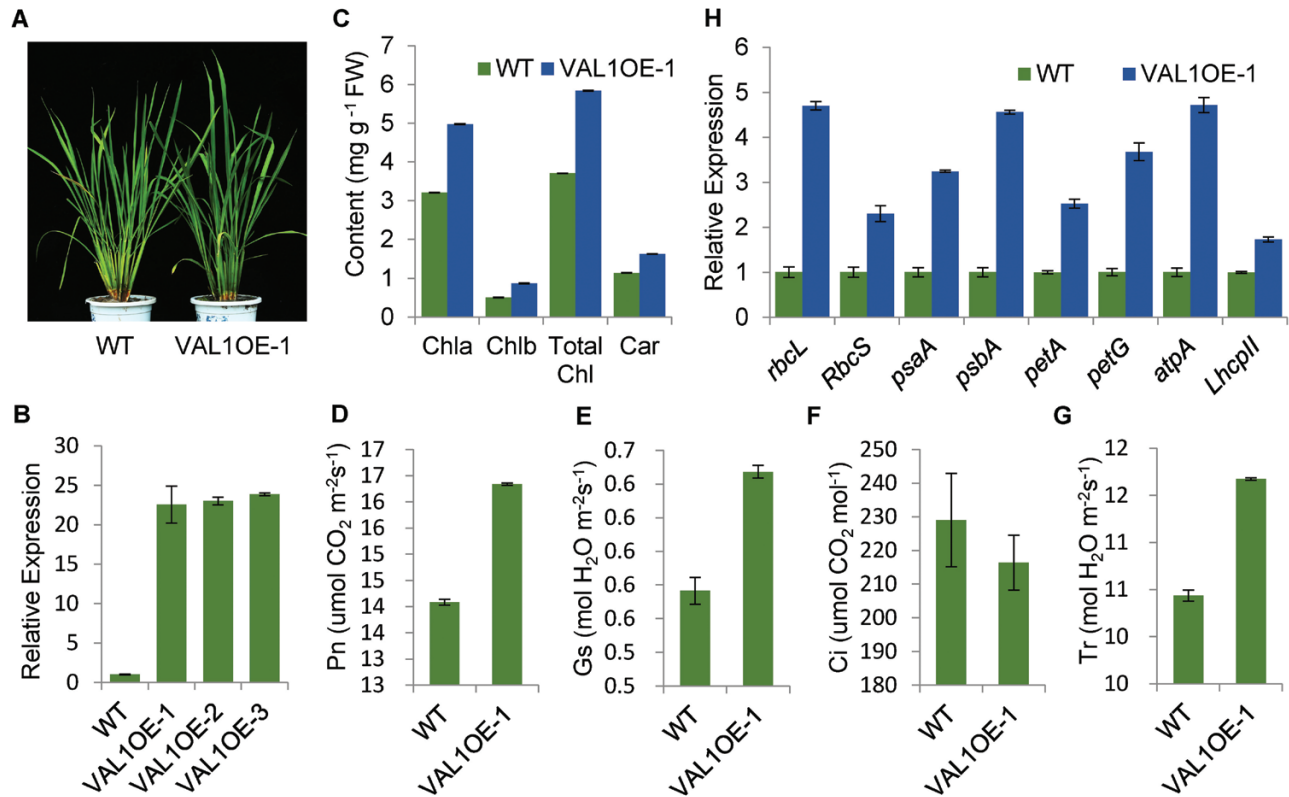 A
WT VAL1OE-1
C
Content (mg g -1 FW)
7
6
5
4
3
2
1
0
WT VAL1OE-1
Chla Chlb Total Chl Car
H
Relative Expression
6
5
4
3
2
1
0
WT VAL1OE-1
rbcL RbcS psaA psbA petA petG atpA LhcpII
B
Relative Expression
30
25
20
15
10
5
0
WT VAL1OE-1 VAL1OE-2 VAL1OE-3
D
Pn (umol CO2 m-2s-1)
17
17
16
16
15
15
14
14
13
13
WT VAL1OE-1
E
Gs (mol H2O m-2s-1)
0.7
0.6
0.6
0.6
0.6
0.6
0.5
0.5
WT VAL1OE-1
F
Ci (umol CO2 mol-1)
250
240
230
220
210
200
190
180
WT VAL1OE-1
G
Tr (mol H2O m-2s-1)
12
12
11
11
10
10
WT VAL1OE-1